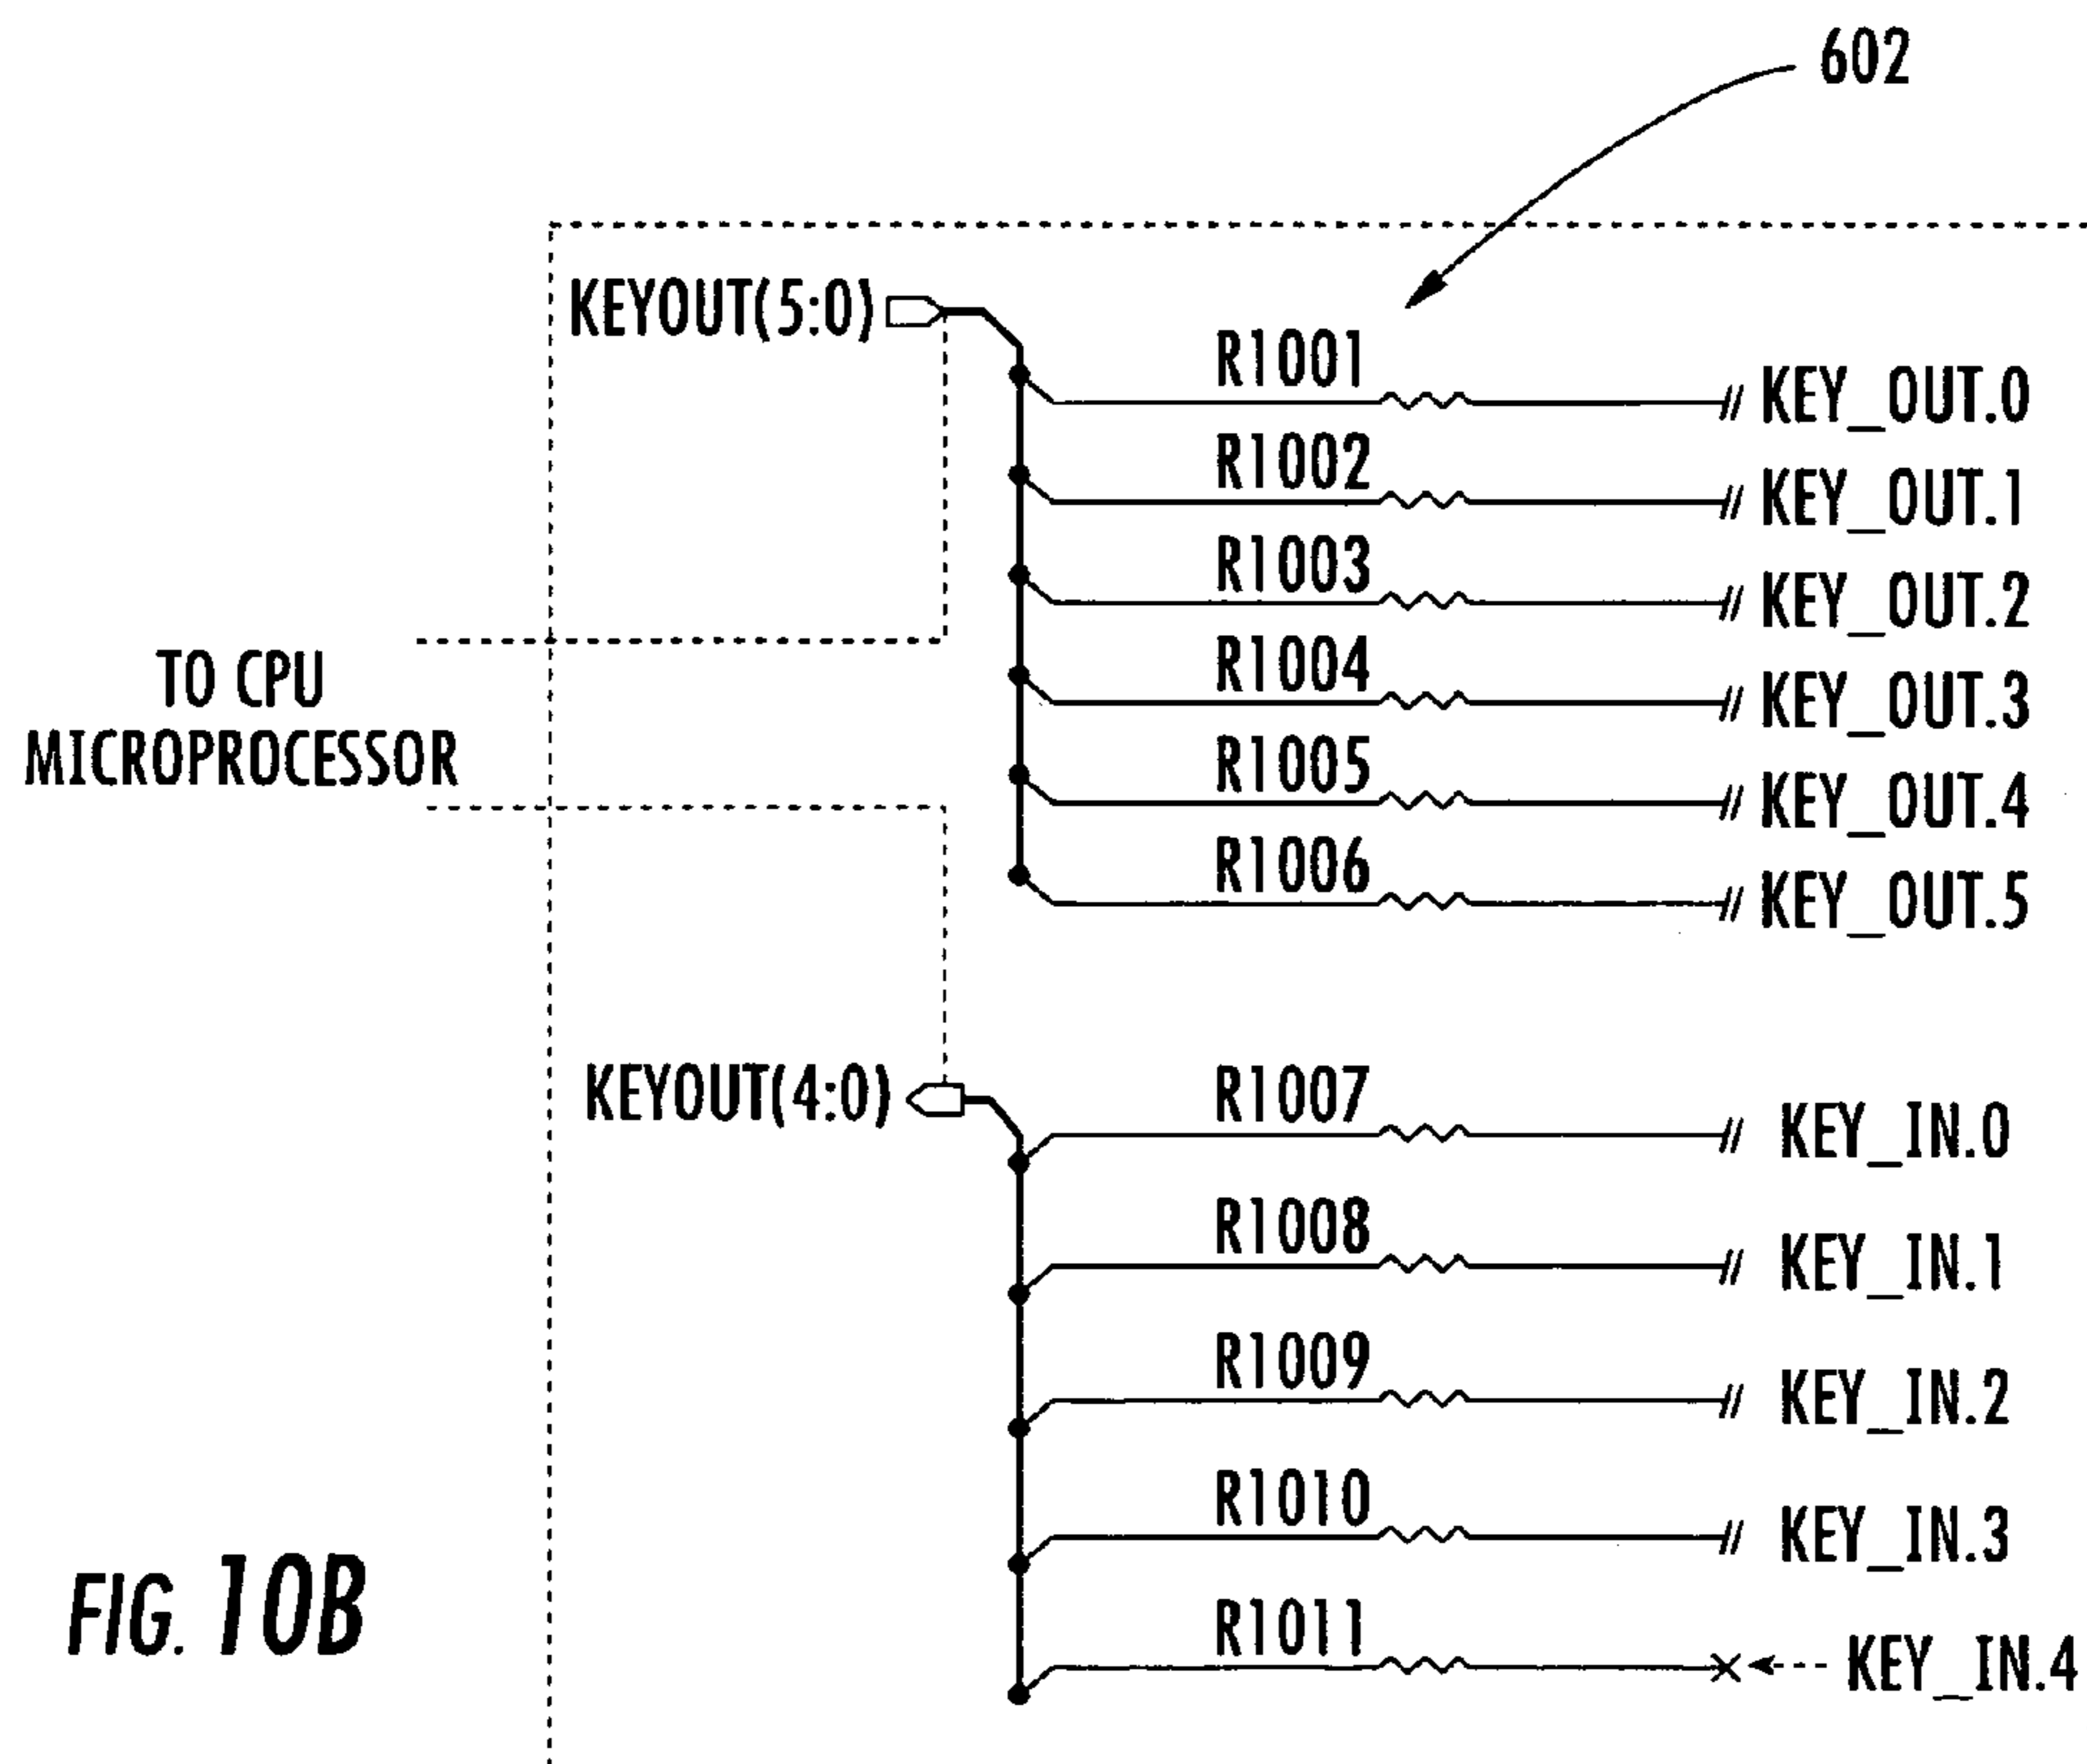 602
KEYOUT(5:0)
R1001
KEY_OUT.0
R1002
KEY_OUT.1
R1003
KEY_OUT.2
R1004
KEY_OUT.3
TO CPU
MICROPROCESSOR
R1005
KEY_OUT.4
R1006
KEY_OUT.5
KEYOUT(4:0)
R1007
KEY_IN.0
R1008
KEY_IN.1
R1009
KEY_IN.2
R1010
KEY_IN.3
R1011
KEY_IN.4
FIG. 10B